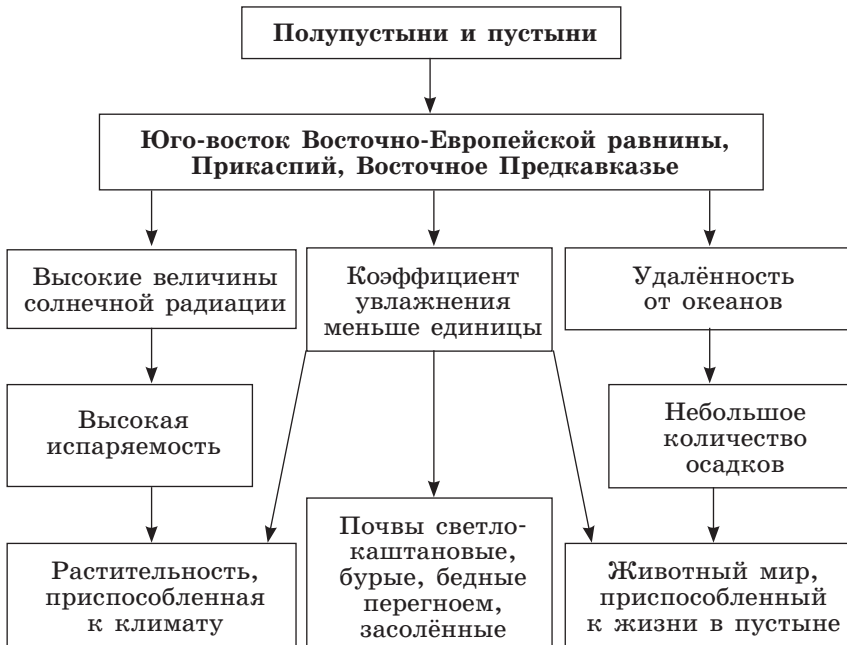 Полупустыни и пустыни
Юго-восток Восточно-Европейской равнины,
Прикаспий, Восточное Предкавказье
Высокие величины
солнечной радиации
Коэффициент
увлажнения
меньше единицы
Удалённость
от океанов
Высокая
испаряемость
Небольшое
количество
осадков
Растительность,
приспособленная
к климату
Почвы светло-
каштановые,
бурые, бедные
перегноем,
засолённые
Животный мир,
приспособленный
к жизни в пустыне